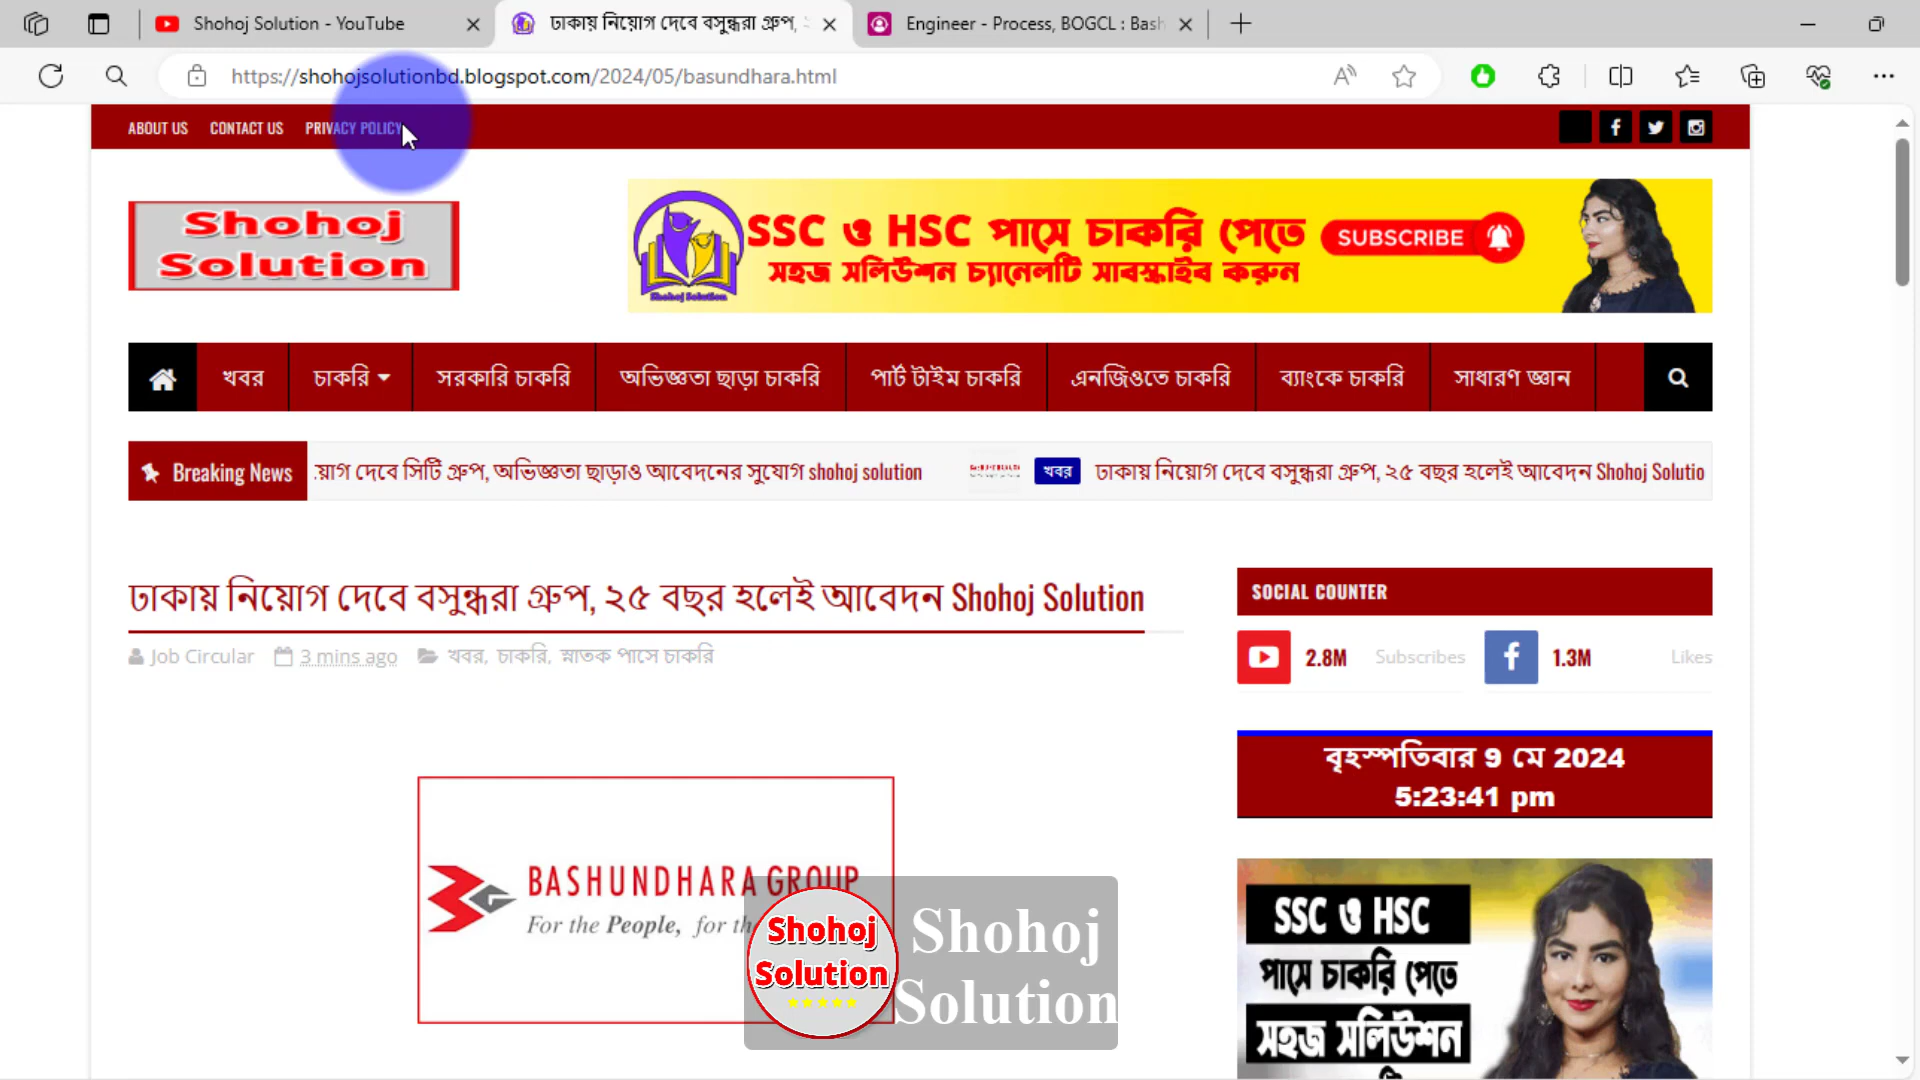 Shohoj Solution - YouTube
ঢাকায় নিয়োগ দেবে বসুন্ধরা গ্রুপ,
Engineer - Process, BOGCL : Bash
https://shohojsolutionbd.blogspot.com/2024/05/basundhara.html
ABOUT US CONTACT US PRIVACY POLICY
Shohoj
Solution
SSC ও HSC পাসে চাকরি পেতে
সহজ সলিউশন চ্যানেলটি সাবস্ক্রাইব করুন
SUBSCRIBE
Shohoj Solution
খবর চাকরি সরকারি চাকরি অভিজ্ঞতা ছাড়া চাকরি পার্ট টাইম চাকরি এনজিওতে চাকরি ব্যাংকে চাকরি সাধারণ জ্ঞান
Breaking News
য়োগ দেবে সিটি গ্রুপ, অভিজ্ঞতা ছাড়াও আবেদনের সুযোগ shohoj solution
খবর ঢাকায় নিয়োগ দেবে বসুন্ধরা গ্রুপ, ২৫ বছর হলেই আবেদন Shohoj Solutio
ঢাকায় নিয়োগ দেবে বসুন্ধরা গ্রুপ, ২৫ বছর হলেই আবেদন Shohoj Solution
Job Circular 3 mins ago খবর, চাকরি, স্নাতক পাসে চাকরি
BASHUNDHARA GROUP
For the People, for th
Shohoj
Solution
Shohoj
Solution
SOCIAL COUNTER
2.8M Subscribes 1.3M Likes
বৃহস্পতিবার 9 মে 2024
5:23:41 pm
SSC ও HSC
পাসে চাকরি পেতে
সহজ সলিউশন